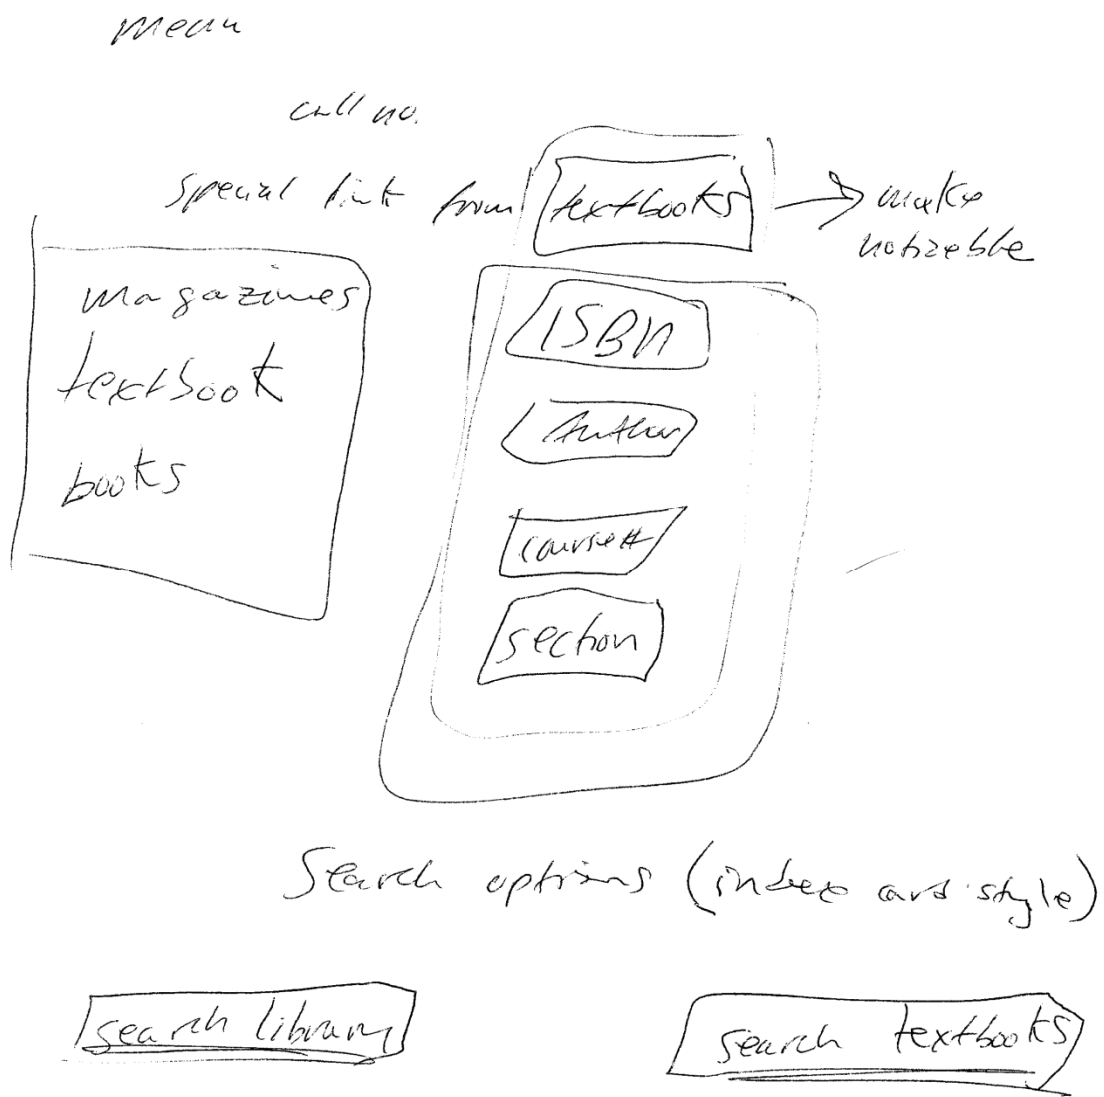 menu
call no.
special link from textbooks → make
noticeble
magazines
textbook
books
ISBN
Author
course#
section
Search options (index card style)
search library
search textbooks